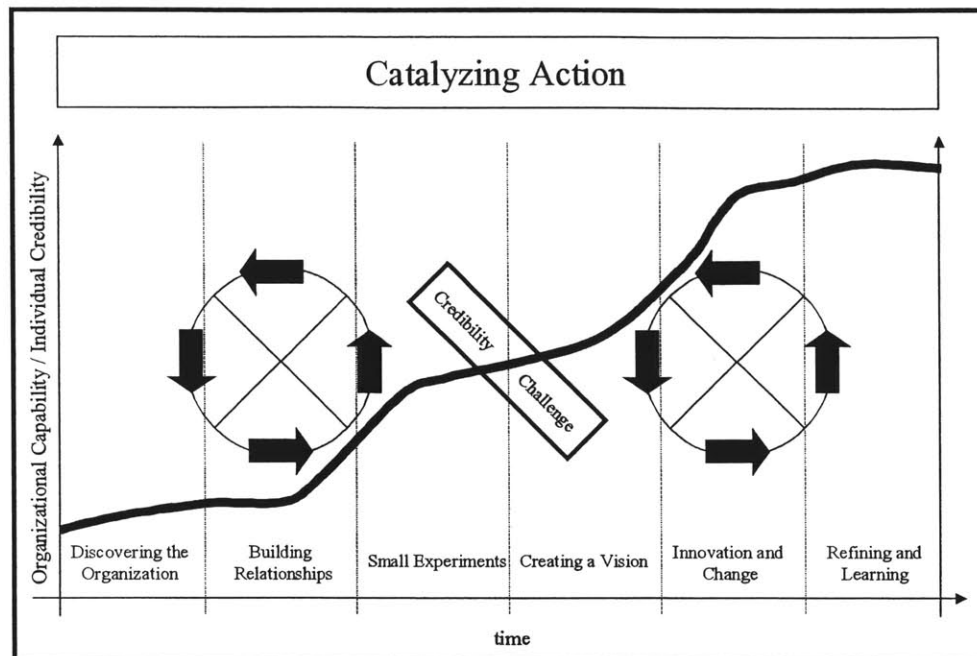 Catalyzing Action
Organizational Capability / Individual Credibility
Credibility
Challenge
Discovering the
Organization
Building
Relationships
Small Experiments
Creating a Vision
Innovation and
Change
Refining and
Learning
time